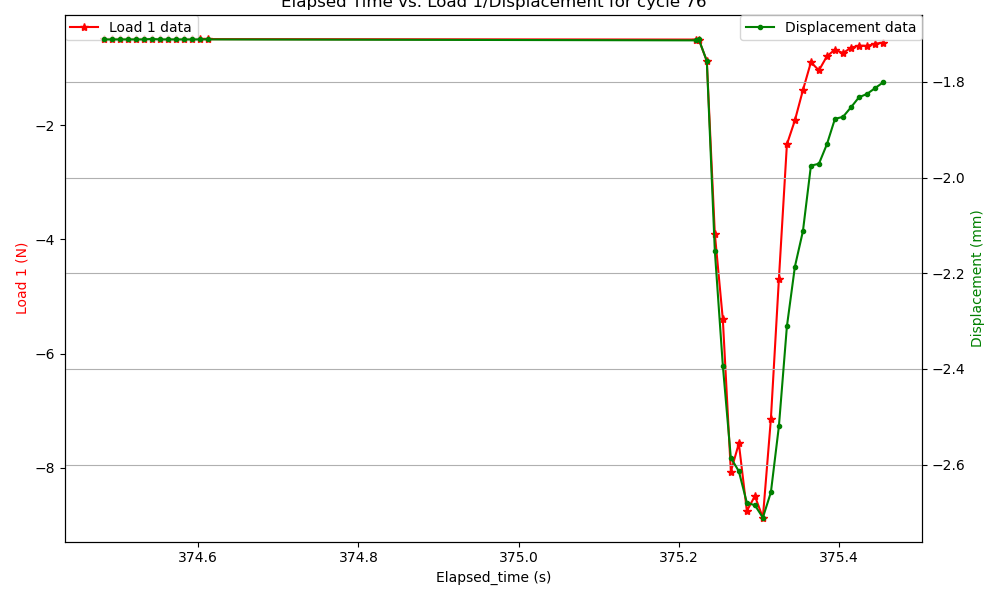 Elapsed Time vs. Load 1/Displacement for cycle 76
Load 1 data
Displacement data
−2
−4
−6
−8
Load 1 (N)
−1.8
−2.0
−2.2
−2.4
−2.6
Displacement (mm)
374.6
374.8
375.0
375.2
375.4
Elapsed_time (s)